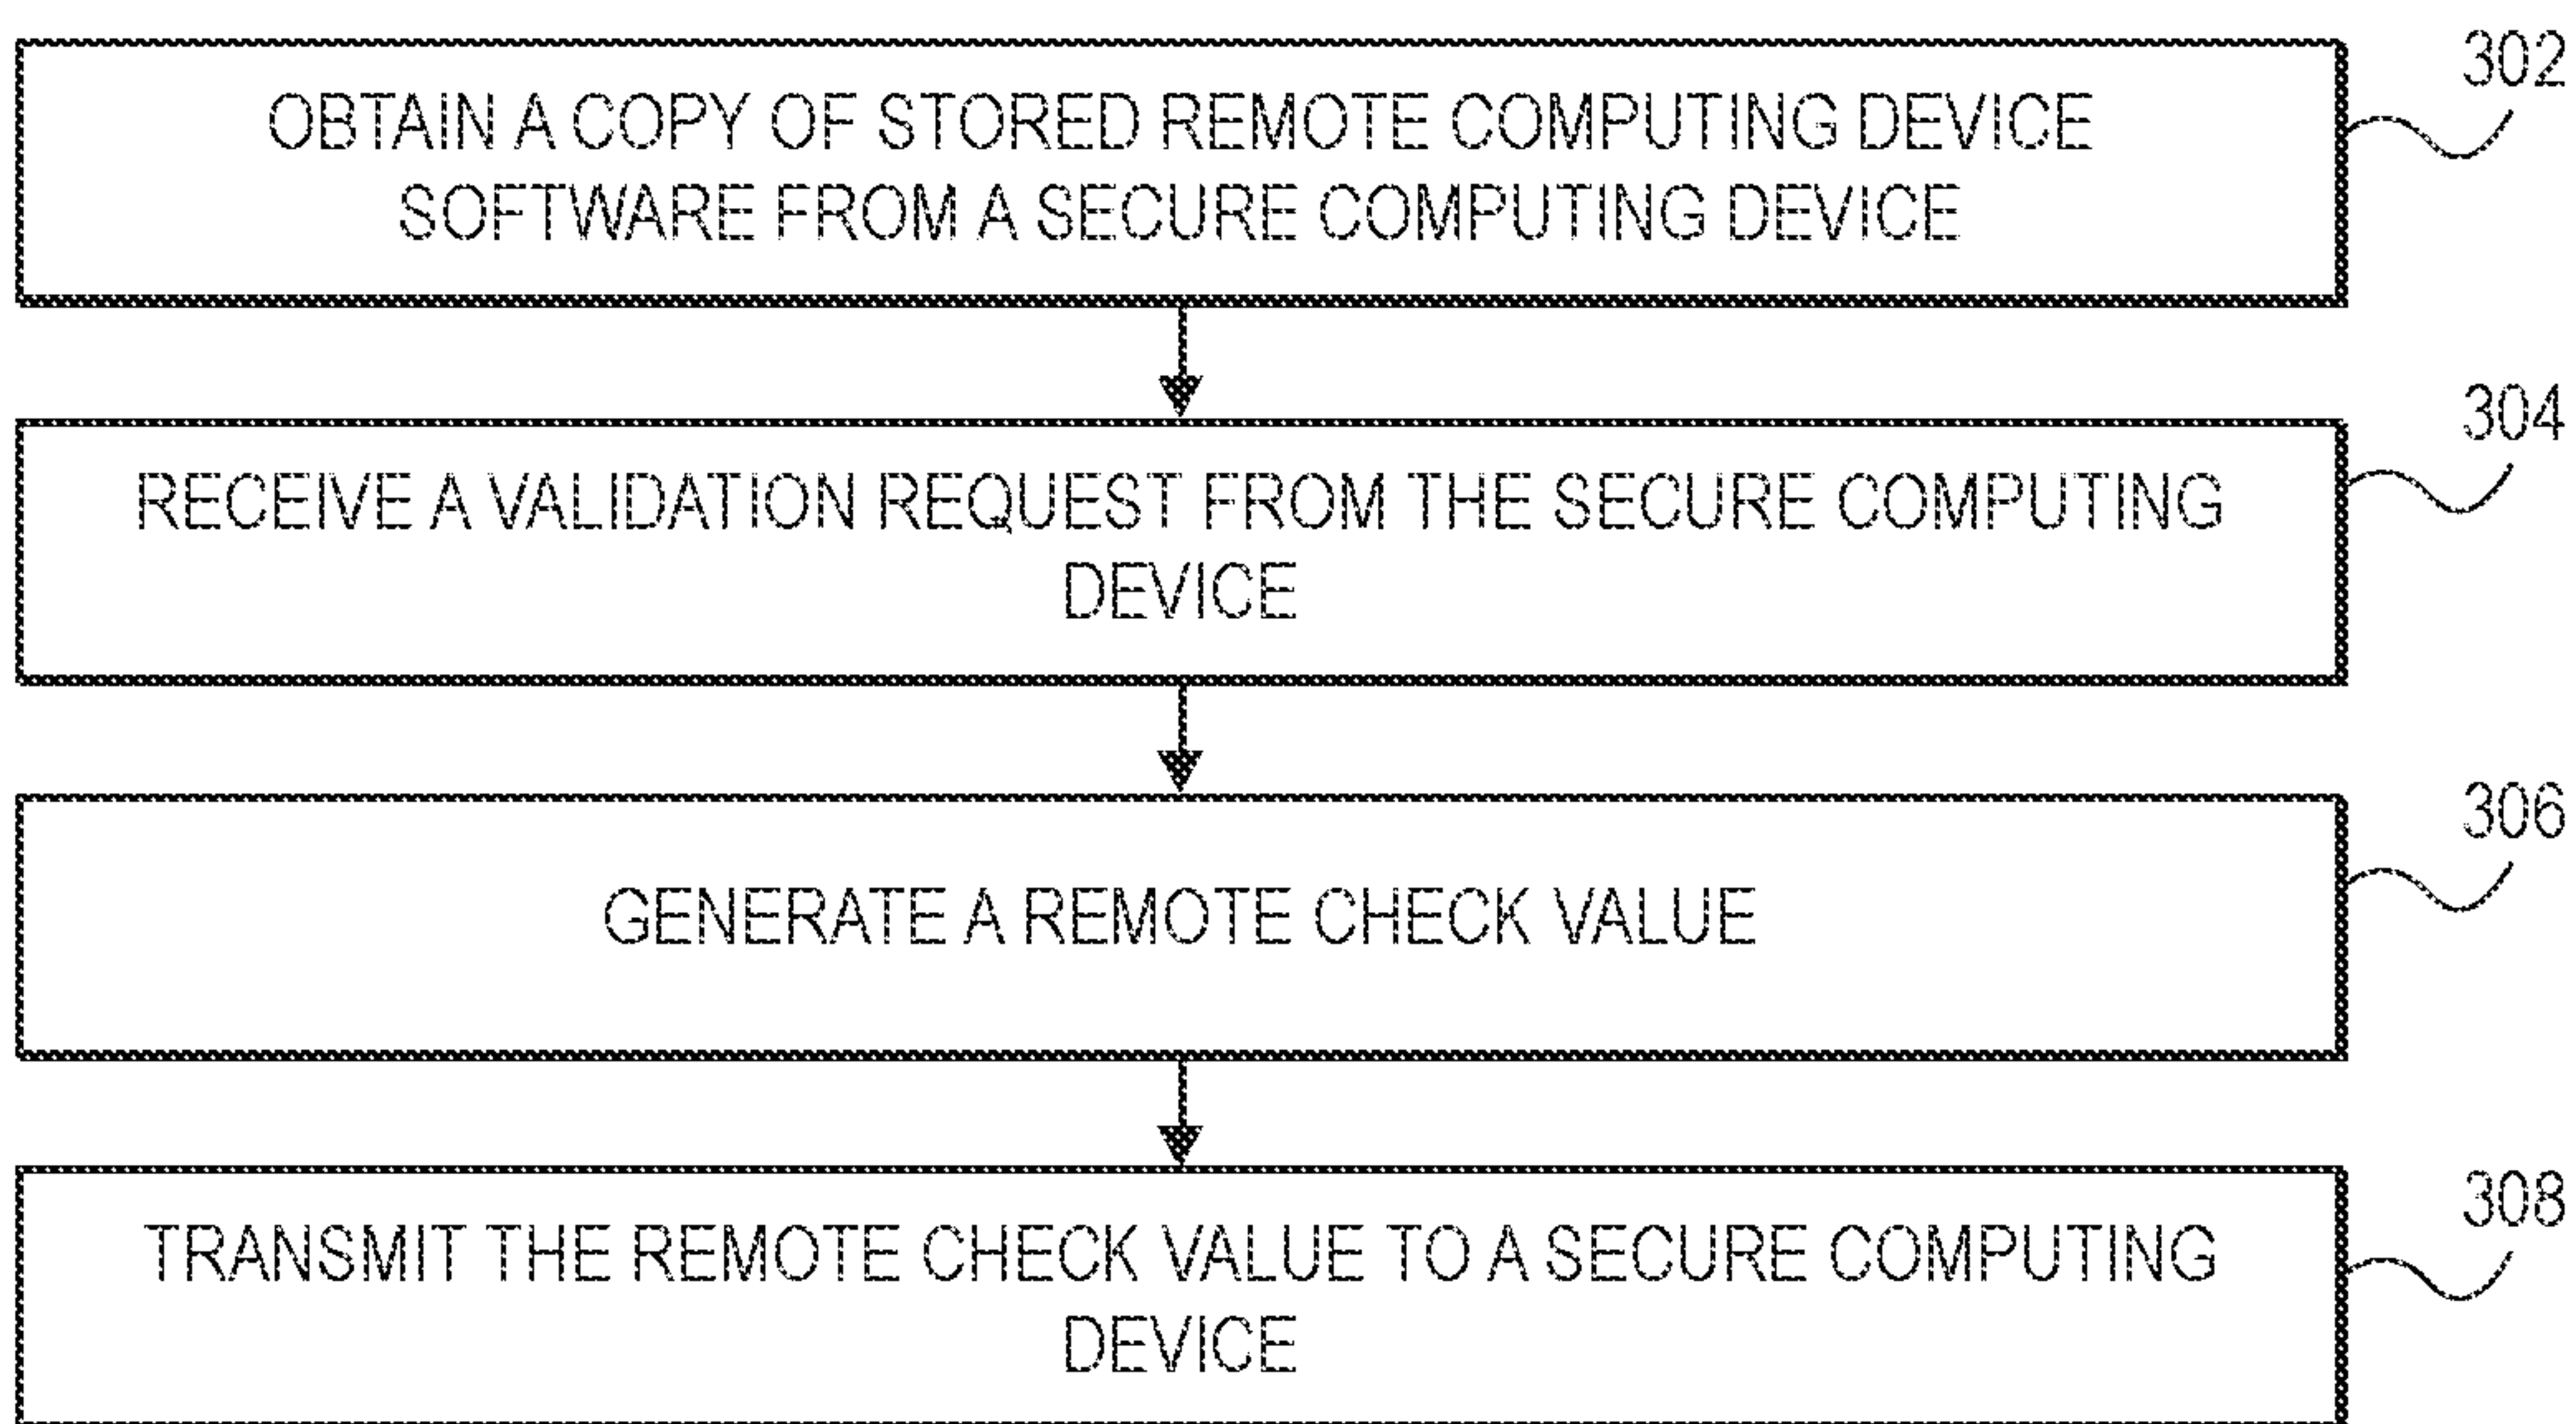 302
OBTAIN A COPY OF STORED REMOTE COMPUTING DEVICE
SOFTWARE FROM A SECURE COMPUTING DEVICE
304
RECEIVE A VALIDATION REQUEST FROM THE SECURE COMPUTING
DEVICE
306
GENERATE A REMOTE CHECK VALUE
308
TRANSMIT THE REMOTE CHECK VALUE TO A SECURE COMPUTING
DEVICE